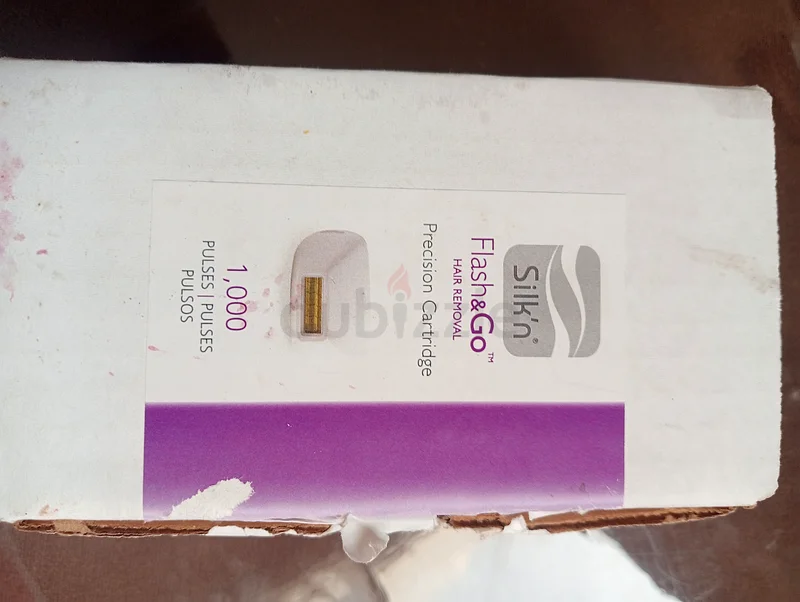 Silk'n®
Flash&Go™
HAIR REMOVAL
Precision Cartridge
1,000
PULSES | PULSES
PULSOS
dubizzle